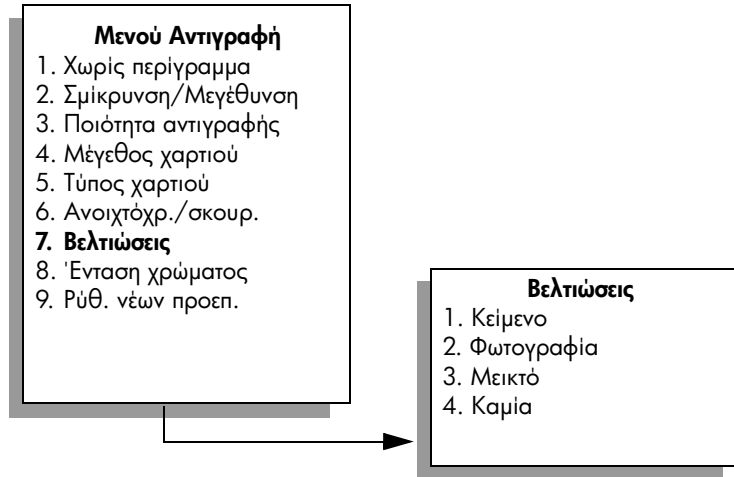 Μενού Αντιγραφή
1. Χωρίς περίγραμμα
2. Σμίκρυνση/Μεγέθυνση
3. Ποιότητα αντιγραφής
4. Μέγεθος χαρτιού
5. Τύπος χαρτιού
6. Ανοιχτόχρ./σκουρ.
7. Βελτιώσεις
8. Ένταση χρώματος
9. Ρύθ. νέων προεπ.
Βελτιώσεις
1. Κείμενο
2. Φωτογραφία
3. Μεικτό
4. Καμία